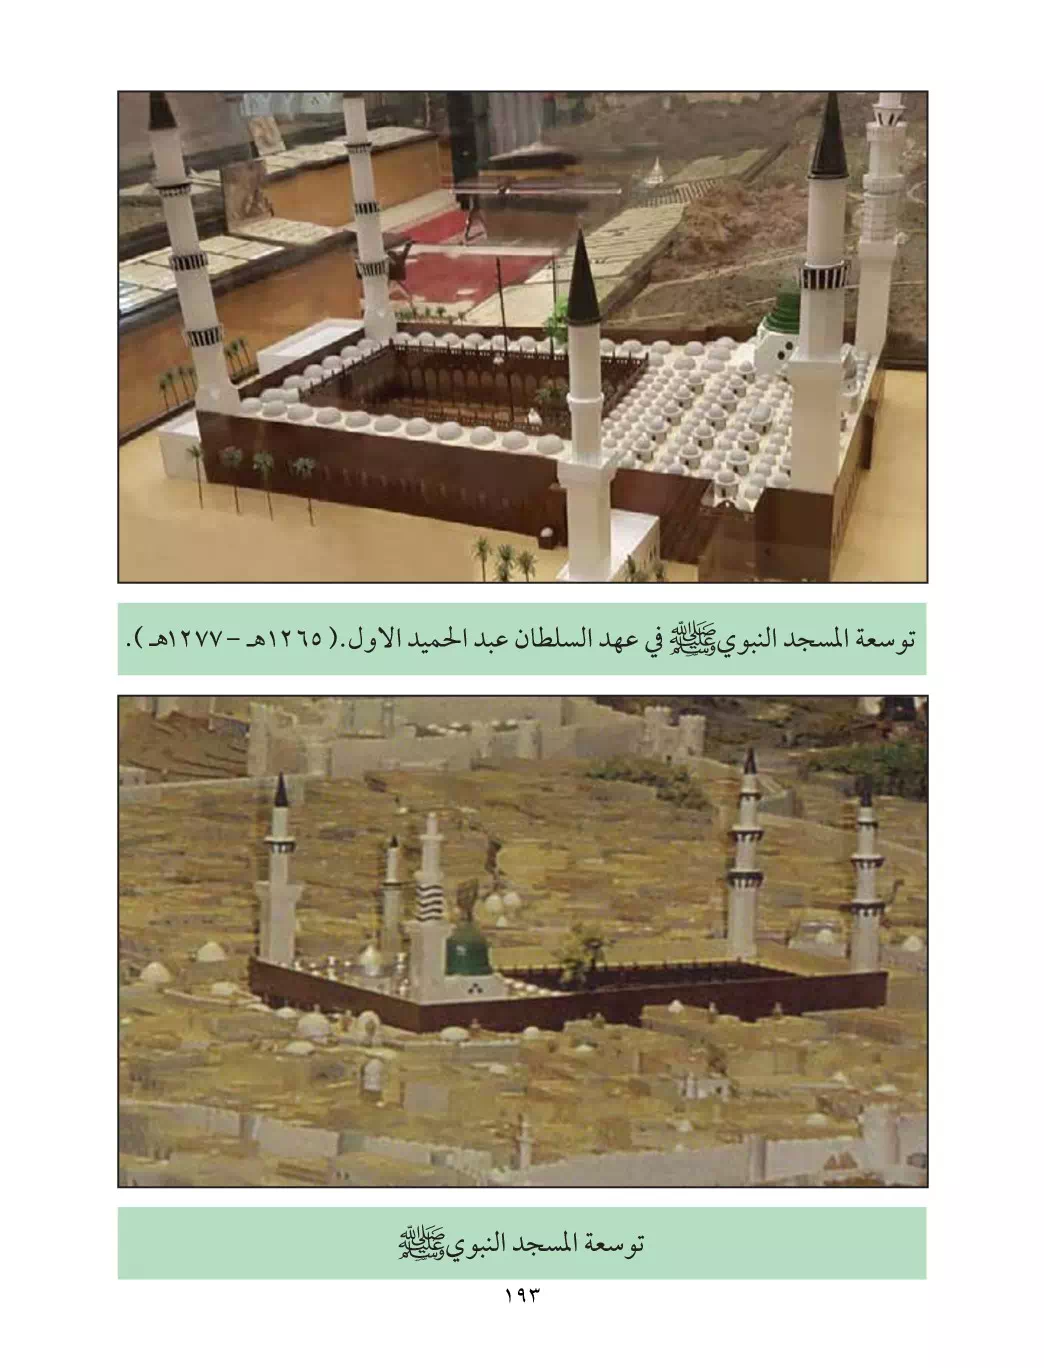 توسعة المسجد النبوي ﷺ في عهد السلطان عبد الحميد الاول. ( ١٢٦٥هـ – ١٢٧٧هـ ).
توسعة المسجد النبوي ﷺ
١٩٣